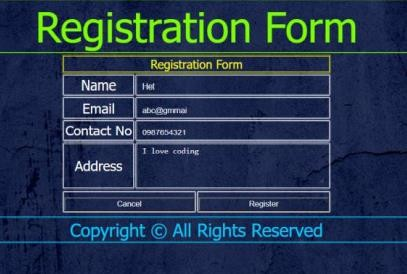 Registration Form
Registration Form
Name Het
Email abc@gmmai
Contact No 0987654321
Address I love coding
Cancel Register
Copyright © All Rights Reserved